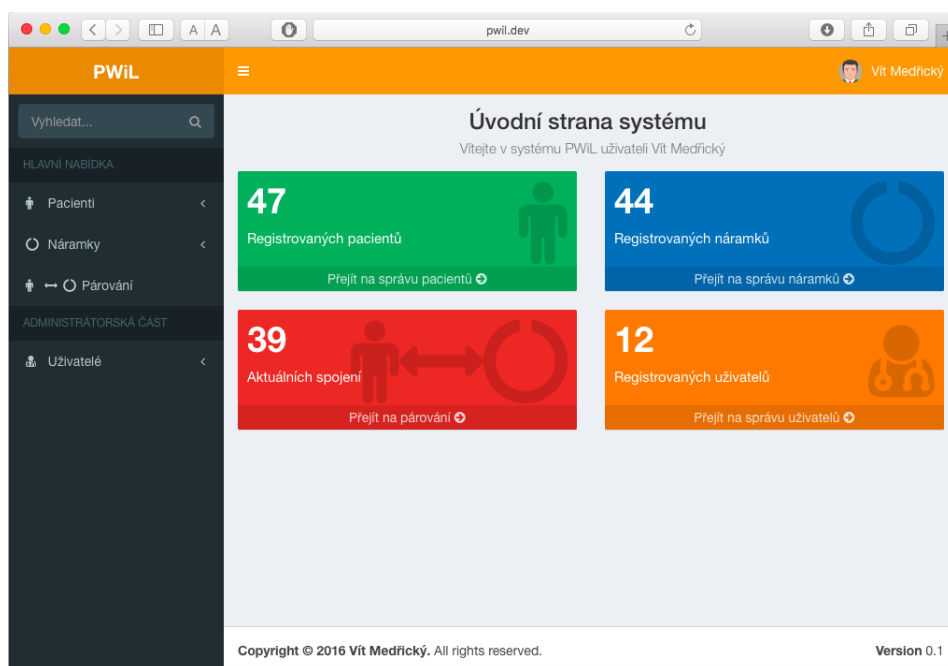 A A
pwil.dev
PWiL
Vít Medřický
Vyhledat...
HLAVNÍ NABÍDKA
Pacienti
Náramky
Párování
ADMINISTRÁTORSKÁ ČÁST
Uživatelé
Úvodní strana systému
Vítejte v systému PWiL uživateli Vít Medřický
47
Registrovaných pacientů
Přejít na správu pacientů
44
Registrovaných náramků
Přejít na správu náramků
39
Aktuálních spojení
Přejít na párování
12
Registrovaných uživatelů
Přejít na správu uživatelů
Copyright © 2016 Vít Medřický. All rights reserved.
Version 0.1